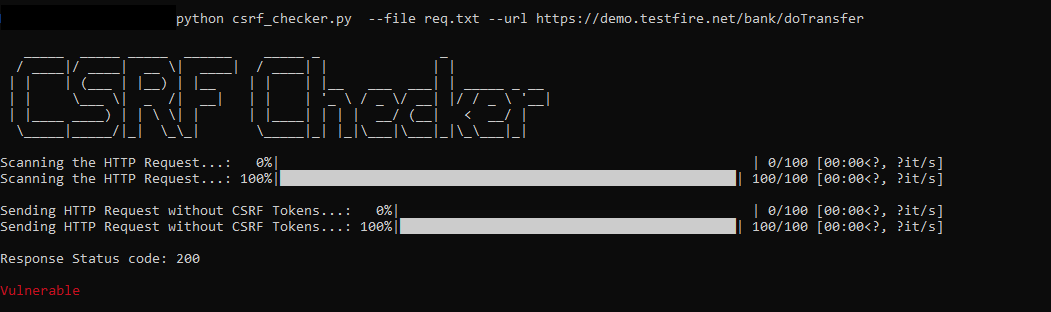 python csrf_checker.py  --file req.txt --url https://demo.testfire.net/bank/doTransfer
CSRF Checker
Scanning the HTTP Request...:   0%| | 0/100 [00:00<?, ?it/s]
Scanning the HTTP Request...: 100%| | 100/100 [00:00<?, ?it/s]
Sending HTTP Request without CSRF Tokens...:   0%| | 0/100 [00:00<?, ?it/s]
Sending HTTP Request without CSRF Tokens...: 100%| | 100/100 [00:00<?, ?it/s]
Response Status code: 200
Vulnerable